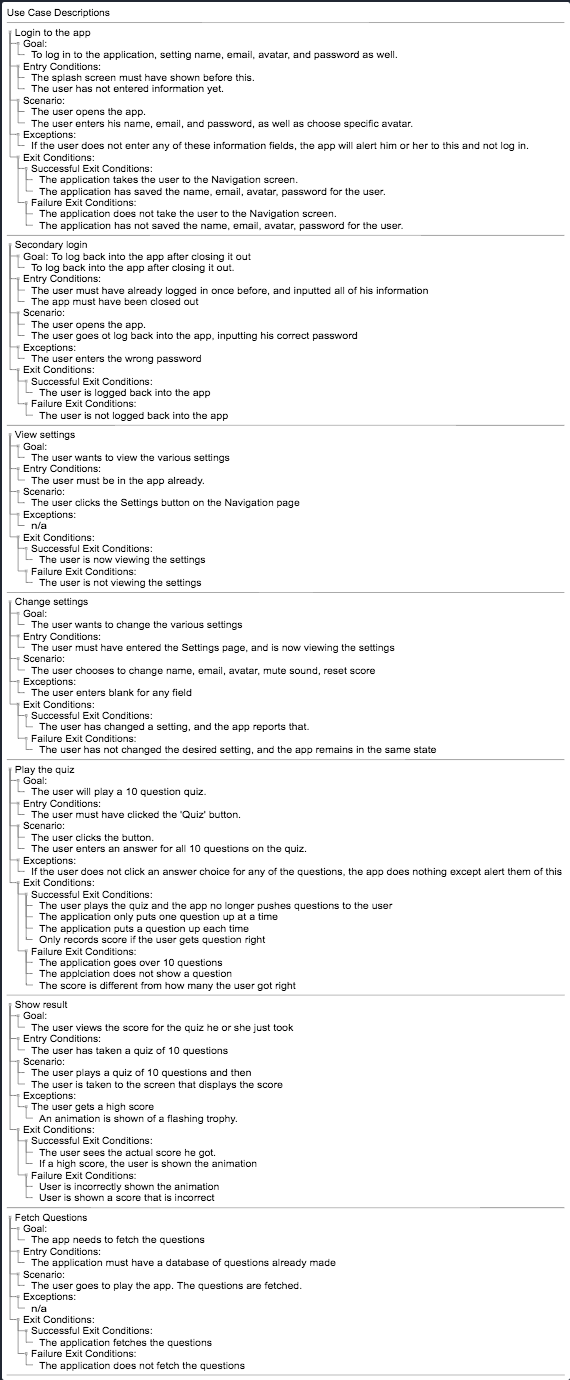 Use Case Descriptions
Login to the app
Goal:
To log in to the application, setting name, email, avatar, and password as well.
Entry Conditions:
The splash screen must have shown before this.
The user has not entered information yet.
Scenario:
The user opens the app.
The user enters his name, email, and password, as well as choose specific avatar.
Exceptions:
If the user does not enter any of these information fields, the app will alert him or her to this and not log in.
Exit Conditions:
Successful Exit Conditions:
The application takes the user to the Navigation screen.
The application has saved the name, email, avatar, password for the user.
Failure Exit Conditions:
The application does not take the user to the Navigation screen.
The application has not saved the name, email, avatar, password for the user.
Secondary login
Goal: To log back into the app after closing it out
To log back into the app after closing it out.
Entry Conditions:
The user must have already logged in once before, and inputted all of his information
The app must have been closed out
Scenario:
The user opens the app.
The user goes ot log back into the app, inputting his correct password
Exceptions:
The user enters the wrong password
Exit Conditions:
Successful Exit Conditions:
The user is logged back into the app
Failure Exit Conditions:
The user is not logged back into the app
View settings
Goal:
The user wants to view the various settings
Entry Conditions:
The user must be in the app already.
Scenario:
The user clicks the Settings button on the Navigation page
Exceptions:
n/a
Exit Conditions:
Successful Exit Conditions:
The user is now viewing the settings
Failure Exit Conditions:
The user is not viewing the settings
Change settings
Goal:
The user wants to change the various settings
Entry Conditions:
The user must have entered the Settings page, and is now viewing the settings
Scenario:
The user chooses to change name, email, avatar, mute sound, reset score
Exceptions:
The user enters blank for any field
Exit Conditions:
Successful Exit Conditions:
The user has changed a setting, and the app reports that.
Failure Exit Conditions:
The user has not changed the desired setting, and the app remains in the same state
Play the quiz
Goal:
The user will play a 10 question quiz.
Entry Conditions:
The user must have clicked the 'Quiz' button.
Scenario:
The user clicks the button.
The user enters an answer for all 10 questions on the quiz.
Exceptions:
If the user does not click an answer choice for any of the questions, the app does nothing except alert them of this
Exit Conditions:
Successful Exit Conditions:
The user plays the quiz and the app no longer pushes questions to the user
The application only puts one question up at a time
The application puts a question up each time
Only records score if the user gets question right
Failure Exit Conditions:
The application goes over 10 questions
The applciation does not show a question
The score is different from how many the user got right
Show result
Goal:
The user views the score for the quiz he or she just took
Entry Conditions:
The user has taken a quiz of 10 questions
Scenario:
The user plays a quiz of 10 questions and then
The user is taken to the screen that displays the score
Exceptions:
The user gets a high score
An animation is shown of a flashing trophy.
Exit Conditions:
Successful Exit Conditions:
The user sees the actual score he got.
If a high score, the user is shown the animation
Failure Exit Conditions:
User is incorrectly shown the animation
User is shown a score that is incorrect
Fetch Questions
Goal:
The app needs to fetch the questions
Entry Conditions:
The application must have a database of questions already made
Scenario:
The user goes to play the app. The questions are fetched.
Exceptions:
n/a
Exit Conditions:
Successful Exit Conditions:
The application fetches the questions
Failure Exit Conditions:
The application does not fetch the questions